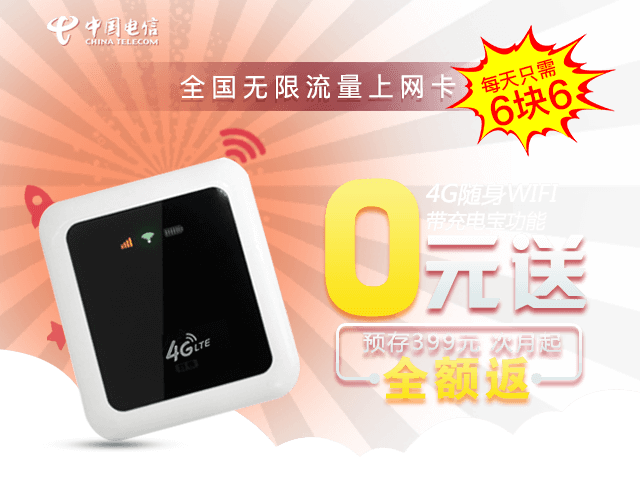 中国电信
CHINA TELECOM
全国无限流量上网卡
每天只需
6块6
4G随身WIFI
带充电宝功能
0元送
预存399元 次月起
全额返
4GLTE